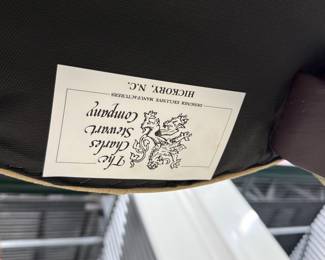 The
Charles
Stewart
Company
DESIGNER EXCLUSIVE MANUFACTURERS
HICKORY, N.C.